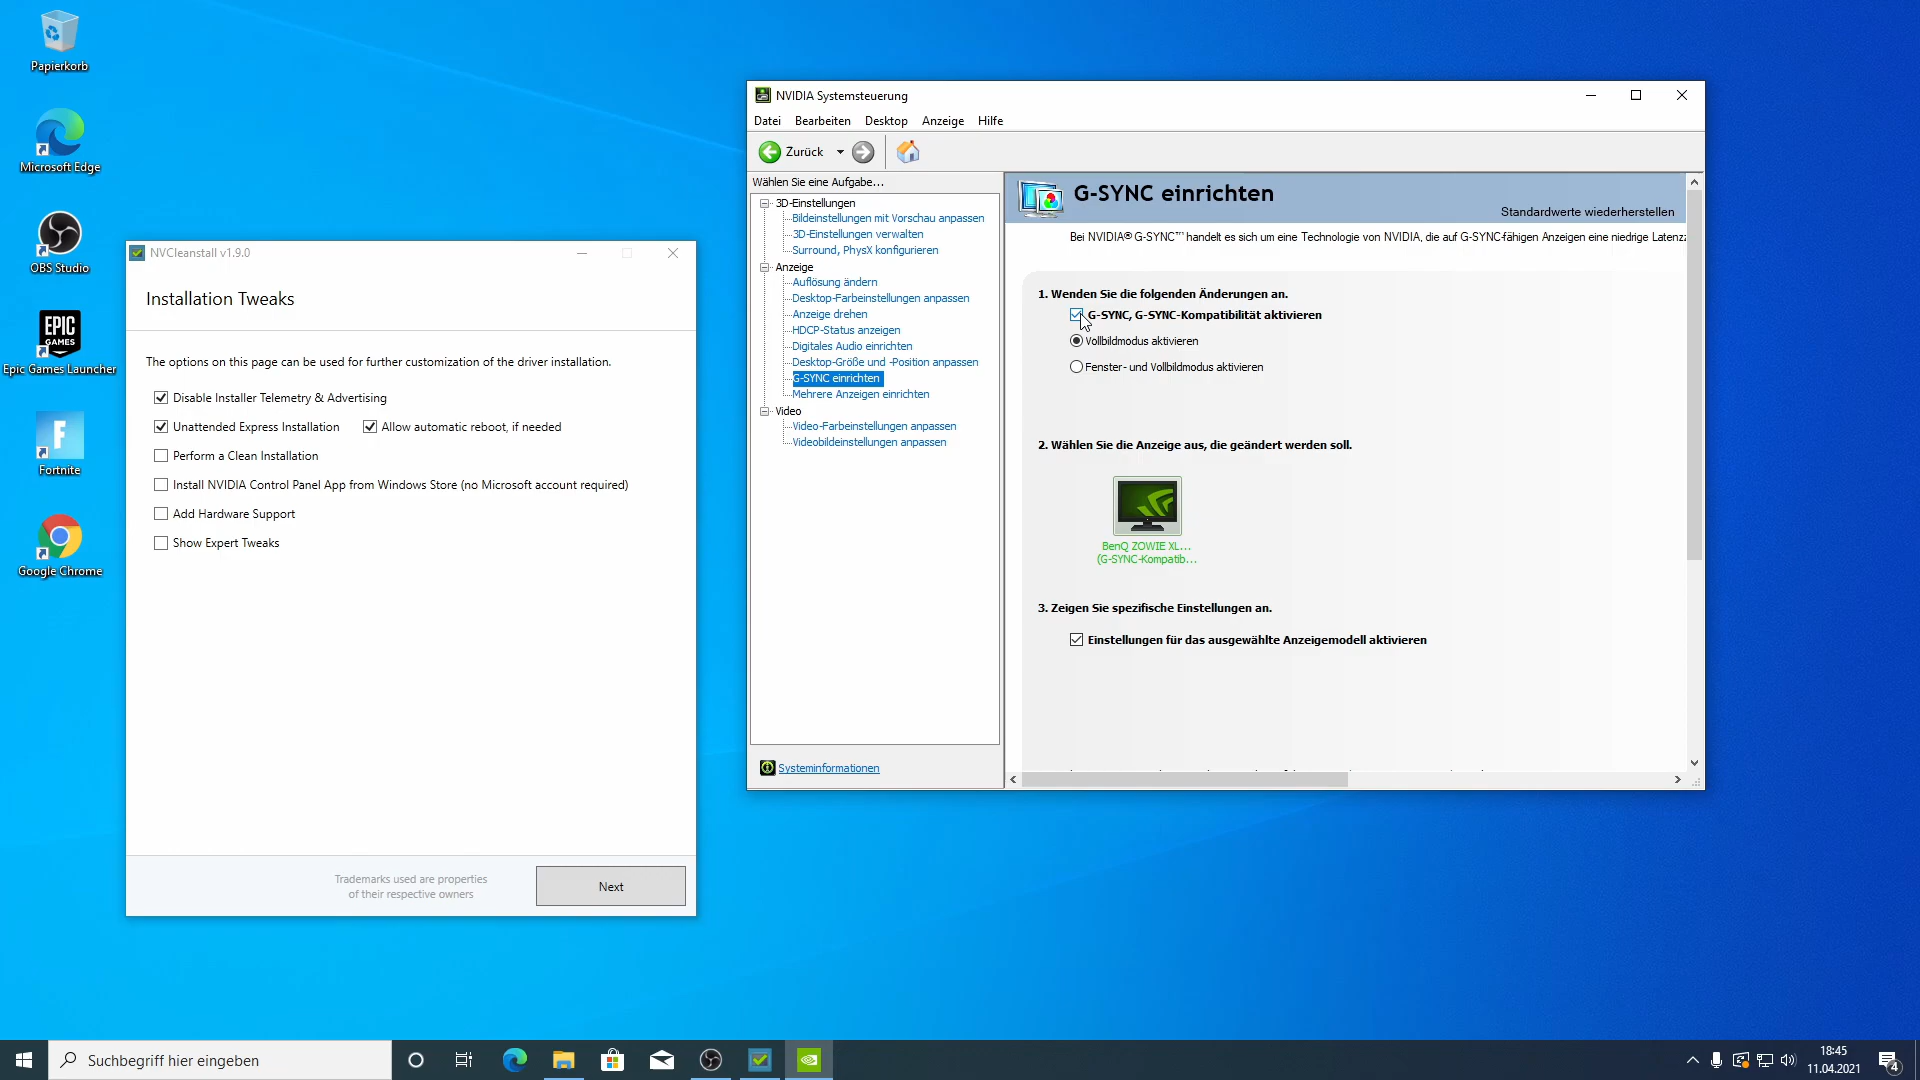 Papierkorb
Microsoft Edge
OBS Studio
EPIC
GAMES
Epic Games Launcher
F
Fortnite
Google Chrome
NVCleanstall v1.9.0
Installation Tweaks
The options on this page can be used for further customization of the driver installation.
Disable Installer Telemetry & Advertising
Unattended Express Installation
Allow automatic reboot, if needed
Perform a Clean Installation
Install NVIDIA Control Panel App from Windows Store (no Microsoft account required)
Add Hardware Support
Show Expert Tweaks
Trademarks used are properties
of their respective owners
Next
NVIDIA Systemsteuerung
Datei Bearbeiten Desktop Anzeige Hilfe
Zurück
Wählen Sie eine Aufgabe...
3D-Einstellungen
Bildeinstellungen mit Vorschau anpassen
3D-Einstellungen verwalten
Surround, PhysX konfigurieren
Anzeige
Auflösung ändern
Desktop-Farbeinstellungen anpassen
Anzeige drehen
HDCP-Status anzeigen
Digitales Audio einrichten
Desktop-Größe und -Position anpassen
G-SYNC einrichten
Mehrere Anzeigen einrichten
Video
Video-Farbeinstellungen anpassen
Videobildeinstellungen anpassen
Systeminformationen
G-SYNC einrichten
Standardwerte wiederherstellen
Bei NVIDIA® G-SYNC™ handelt es sich um eine Technologie von NVIDIA, die auf G-SYNC-fähigen Anzeigen eine niedrige Latenz
1. Wenden Sie die folgenden Änderungen an.
G-SYNC, G-SYNC-Kompatibilität aktivieren
Vollbildmodus aktivieren
Fenster- und Vollbildmodus aktivieren
2. Wählen Sie die Anzeige aus, die geändert werden soll.
BenQ ZOWIE XL...
(G-SYNC-Kompatib...
3. Zeigen Sie spezifische Einstellungen an.
Einstellungen für das ausgewählte Anzeigemodell aktivieren
Suchbegriff hier eingeben
18:45
11.04.2021
4